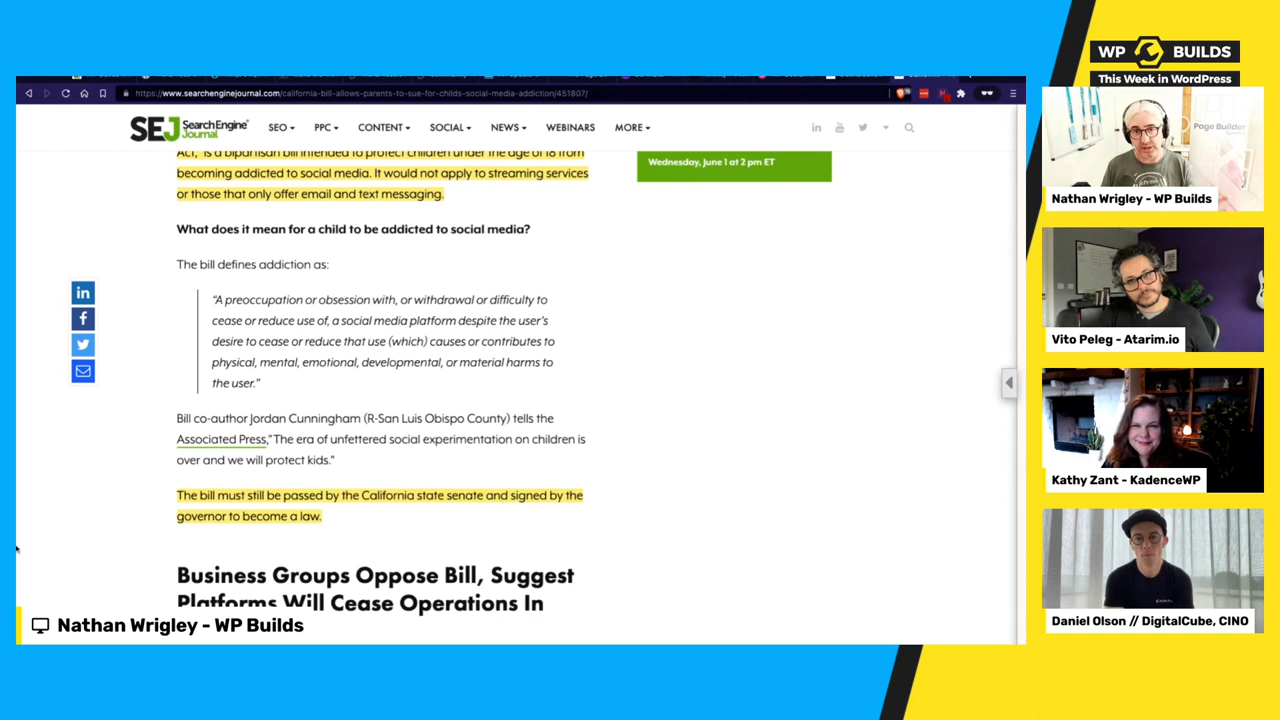 WP BUILDS
This Week in WordPress
https://www.searchenginejournal.com/california-bill-allows-parents-to-sue-for-childs-social-media-addiction/451807/
SEJ Search Engine Journal
SEO PPC CONTENT SOCIAL NEWS WEBINARS MORE
Act," is a bipartisan bill intended to protect children under the age of 18 from
becoming addicted to social media. It would not apply to streaming services
or those that only offer email and text messaging.
Wednesday, June 1 at 2 pm ET
What does it mean for a child to be addicted to social media?
The bill defines addiction as:
"A preoccupation or obsession with, or withdrawal or difficulty to
cease or reduce use of, a social media platform despite the user's
desire to cease or reduce that use (which) causes or contributes to
physical, mental, emotional, developmental, or material harms to
the user."
Bill co-author Jordan Cunningham (R-San Luis Obispo County) tells the
Associated Press,"The era of unfettered social experimentation on children is
over and we will protect kids."
The bill must still be passed by the California state senate and signed by the
governor to become a law.
Business Groups Oppose Bill, Suggest
Platforms Will Cease Operations In
Nathan Wrigley - WP Builds
Page Builder
Nathan Wrigley - WP Builds
Vito Peleg - Atarim.io
Kathy Zant - KadenceWP
Daniel Olson // DigitalCube, CINO